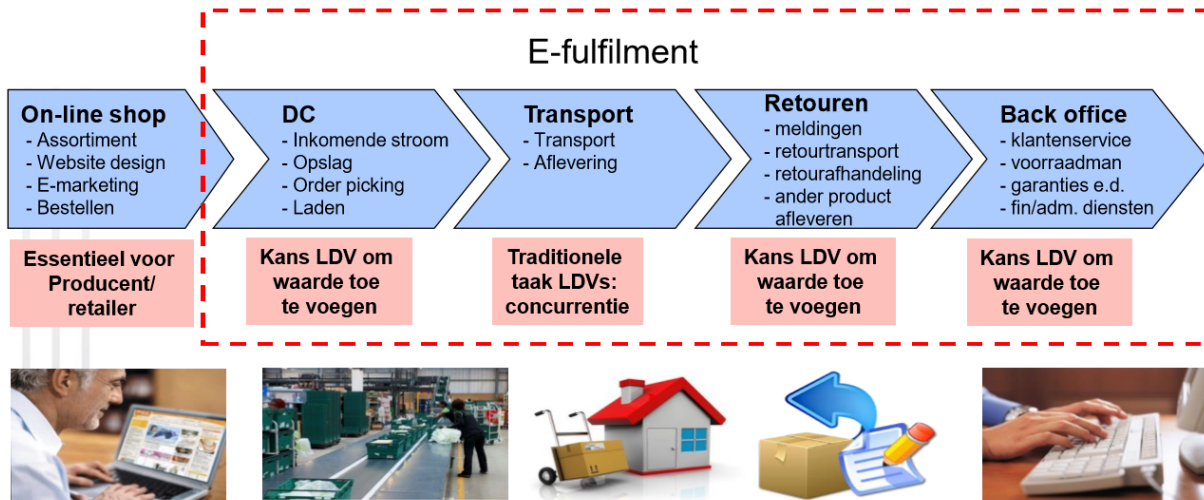 E-fulfilment
On-line shop
- Assortiment
- Website design
- E-marketing
- Bestellen
DC
- Inkomende stroom
- Opslag
- Order picking
- Laden
Transport
- Transport
- Aflevering
Retouren
- meldingen
- retourtransport
- retourafhandeling
- ander product
afleveren
Back office
- klantenservice
- voorraadman
- garanties e.d.
- fin/adm. diensten
Essentieel voor
Producent/
retailer
Kans LDV om
waarde toe
te voegen
Traditionele
taak LDVs:
concurrentie
Kans LDV om
waarde toe
te voegen
Kans LDV om
waarde toe
te voegen